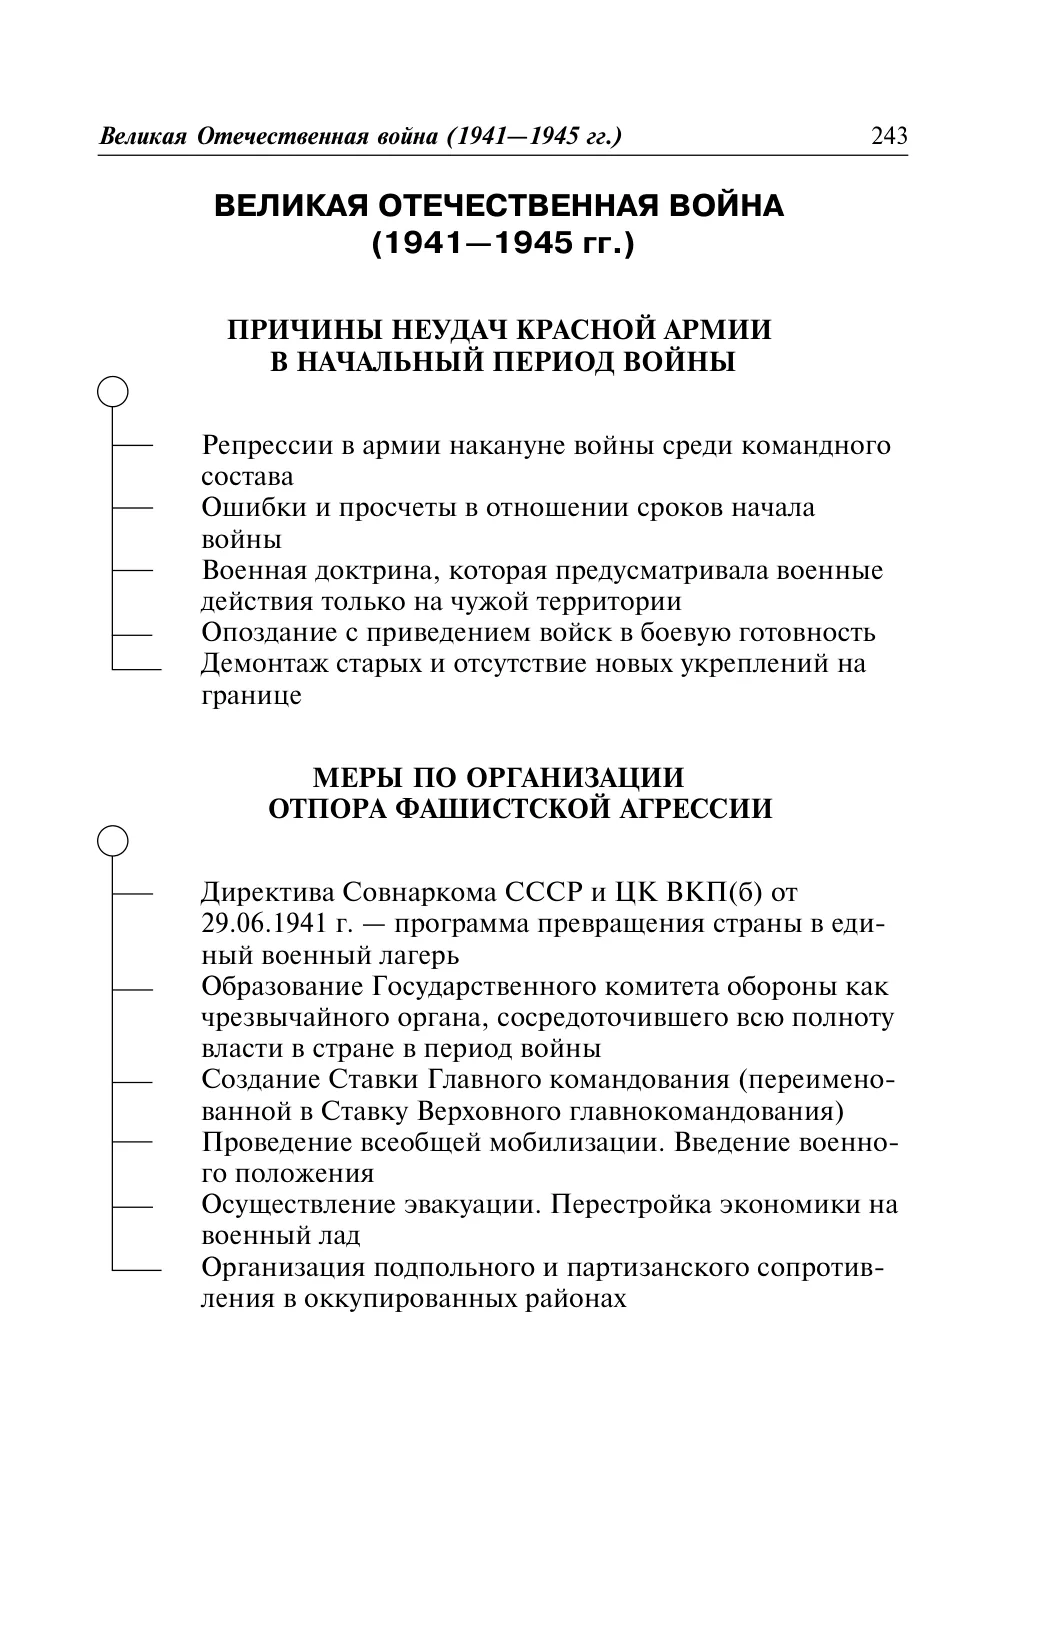 Великая Отечественная война (1941—1945 гг.) 243
ВЕЛИКАЯ ОТЕЧЕСТВЕННАЯ ВОЙНА
(1941—1945 гг.)
ПРИЧИНЫ НЕУДАЧ КРАСНОЙ АРМИИ
В НАЧАЛЬНЫЙ ПЕРИОД ВОЙНЫ
Репрессии в армии накануне войны среди командного
состава
Ошибки и просчеты в отношении сроков начала
войны
Военная доктрина, которая предусматривала военные
действия только на чужой территории
Опоздание с приведением войск в боевую готовность
Демонтаж старых и отсутствие новых укреплений на
границе
МЕРЫ ПО ОРГАНИЗАЦИИ
ОТПОРА ФАШИСТСКОЙ АГРЕССИИ
Директива Совнаркома СССР и ЦК ВКП(б) от
29.06.1941 г. — программа превращения страны в еди-
ный военный лагерь
Образование Государственного комитета обороны как
чрезвычайного органа, сосредоточившего всю полноту
власти в стране в период войны
Создание Ставки Главного командования (переимено-
ванной в Ставку Верховного главнокомандования)
Проведение всеобщей мобилизации. Введение военно-
го положения
Осуществление эвакуации. Перестройка экономики на
военный лад
Организация подпольного и партизанского сопротив-
ления в оккупированных районах